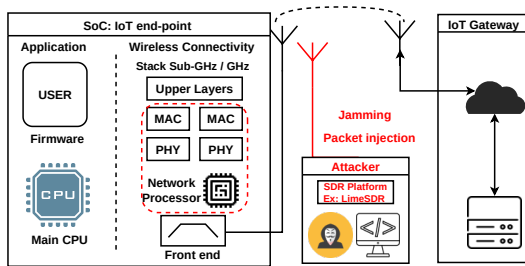 SoC: IoT end-point
Application
Wireless Connectivity
Stack Sub-GHz / GHz
USER
Firmware
CPU
Main CPU
Upper Layers
MAC
MAC
PHY
PHY
Network
Processor
Front end
Jamming
Packet injection
Attacker
SDR Platform
Ex: LimeSDR
</>
IoT Gateway